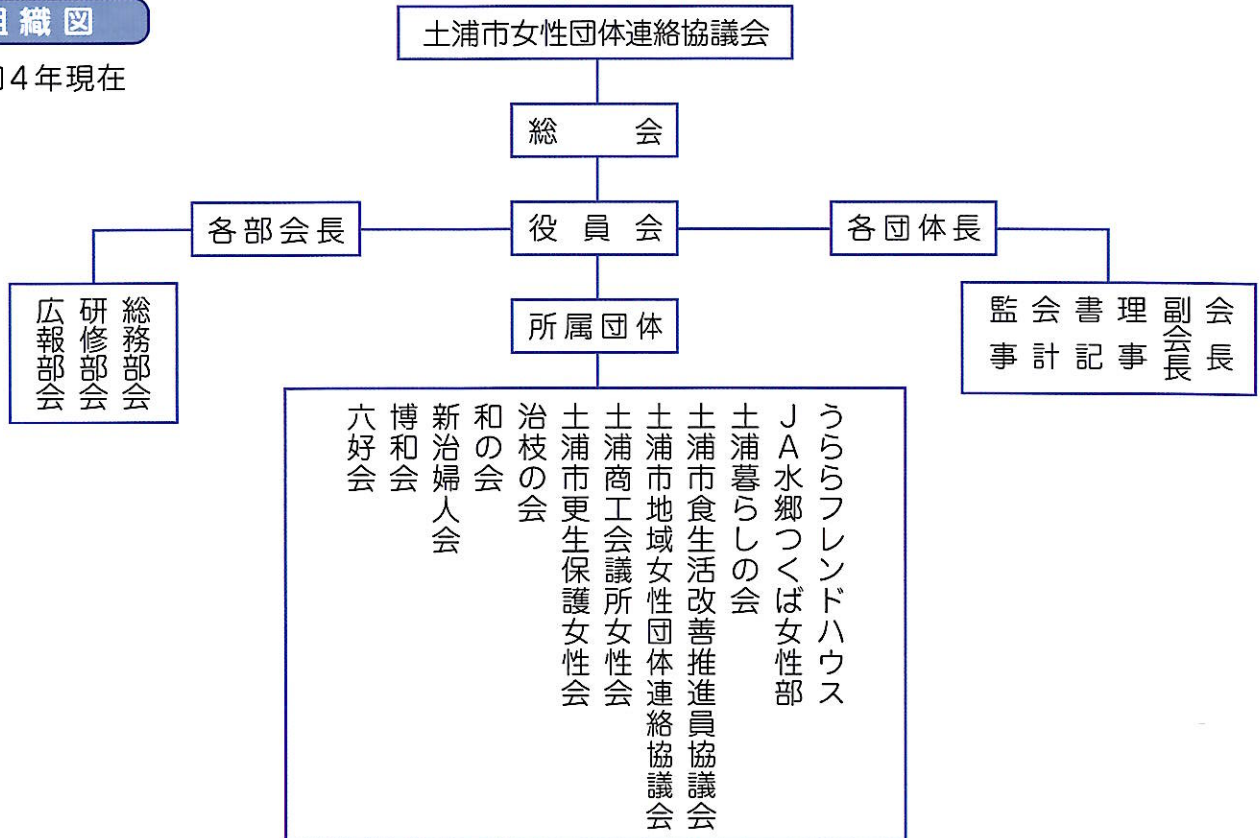 組織図
4年現在
土浦市女性団体連絡協議会
総会
各部会長
役員会
各団体長
総務部会
研修部会
広報部会
所属団体
会長
副会長
理事
書記
会計
監事
うららフレンドハウス
JA水郷つくば女性部
土浦暮らしの会
土浦市食生活改善推進員協議会
土浦市地域女性団体連絡協議会
土浦商工会議所女性会
土浦市更生保護女性会
治枝の会
和の会
新治婦人会
博和会
六好会